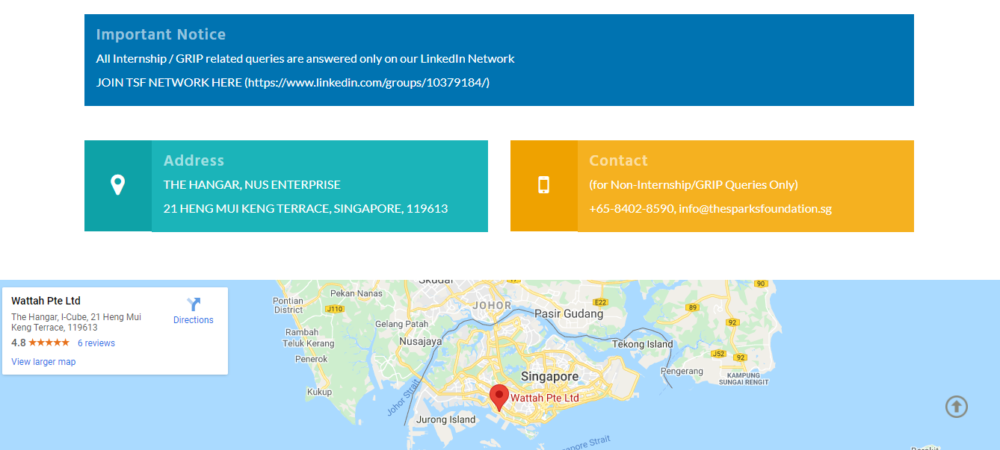 Important Notice
All Internship / GRIP related queries are answered only on our LinkedIn Network
JOIN TSF NETWORK HERE (https://www.linkedin.com/groups/10379184/)
Address
THE HANGAR, NUS ENTERPRISE
21 HENG MUI KENG TERRACE, SINGAPORE, 119613
Contact
(for Non-Internship/GRIP Queries Only)
+65-8402-8590, info@thesparksfoundation.sg
Wattah Pte Ltd
The Hangar, I-Cube, 21 Heng Mui
Keng Terrace, 119613
4.8
6 reviews
View larger map
Directions
Skudai
Pekan Nanas
Pontian
District
J110
JOHOR
E22
Pasir Gudang
90
89
92
Gelang Patah
Rambah
Teluk Kerang
Nusajaya
Tekong Island
J52
92
Penerok
Pengerang
KAMPUNG
SUNGAI RENGIT
Singapore
Kukup
Johor Strait
Wattah Pte Ltd
Jurong Island
Strait